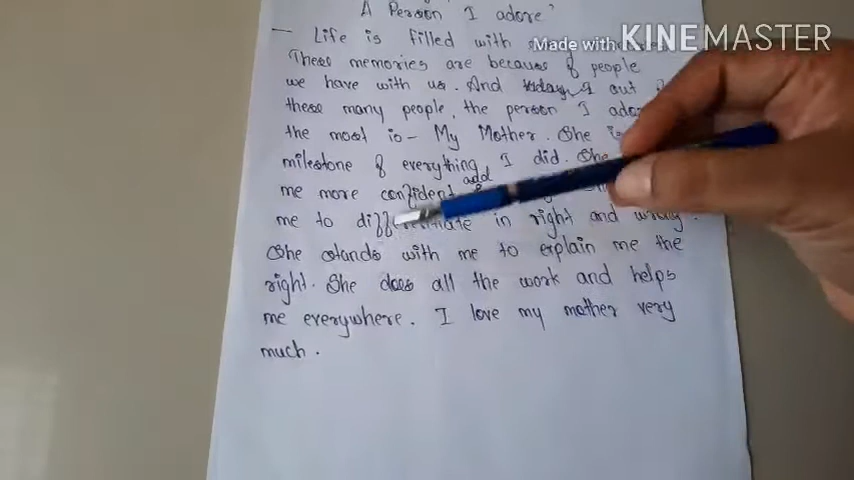 A Person I adore'
Made with KINEMASTER
— Life is filled with
These memories are because of people
we have with us. And today, out
these many people, the person I
the most is - My Mother. She is
milestone of everything I did. She
add
me more confident
me to differentiate in right and wrong.
She stands with me to explain me the
right. She does all the work and helps
me everywhere. I love my mother very
much.